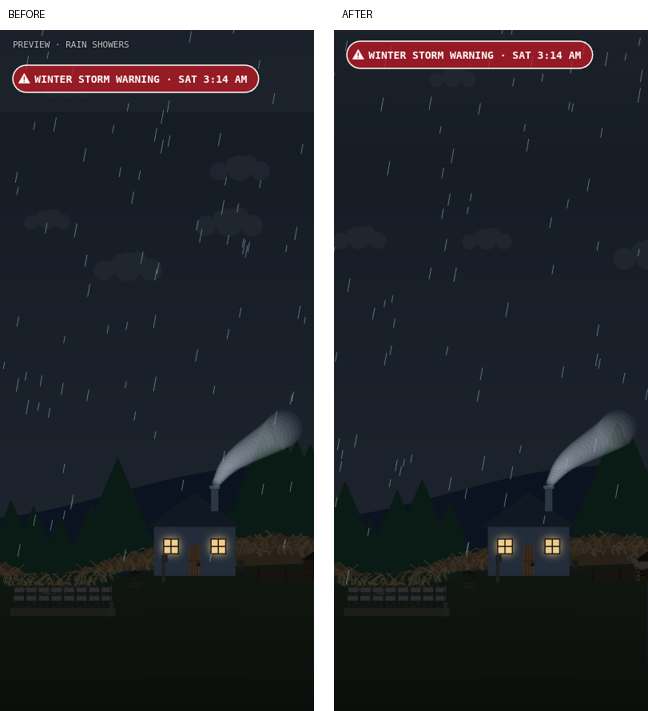 BEFORE
AFTER
PREVIEW · RAIN SHOWERS
WINTER STORM WARNING · SAT 3:14 AM
WINTER STORM WARNING · SAT 3:14 AM